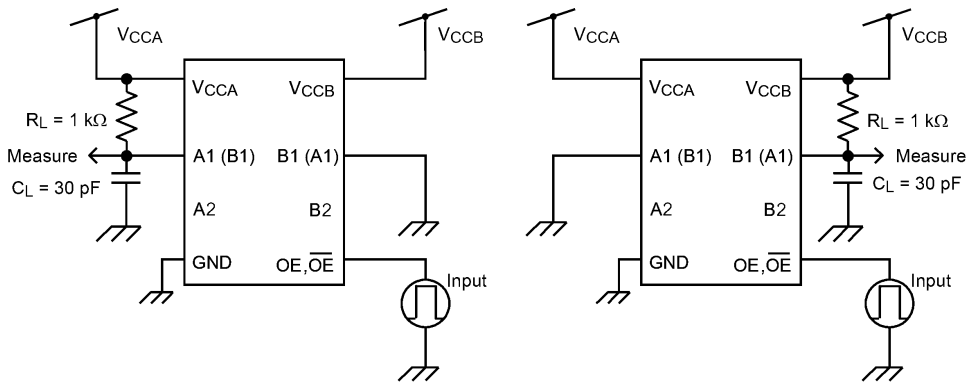 VCCA
VCCB
VCCA
VCCB
RL = 1 kΩ
Measure
CL = 30 pF
A1 (B1)
B1 (A1)
A2
B2
GND
OE,O̅E̅
Input
VCCA
VCCB
VCCA
VCCB
RL = 1 kΩ
Measure
CL = 30 pF
A1 (B1)
B1 (A1)
A2
B2
GND
OE,O̅E̅
Input